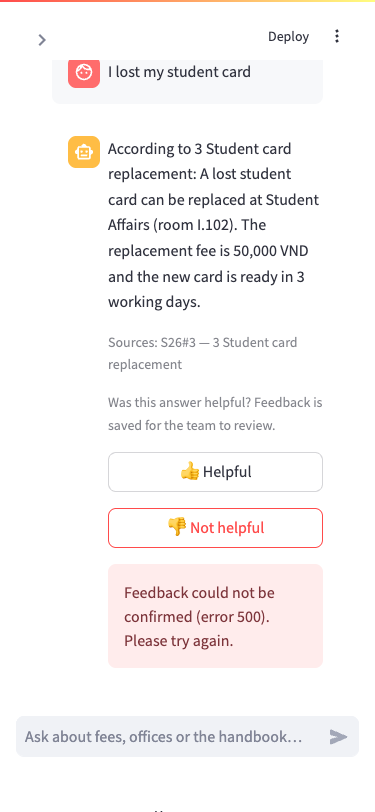 Deploy
I lost my student card
According to 3 Student card
replacement: A lost student
card can be replaced at Student
Affairs (room I.102). The
replacement fee is 50,000 VND
and the new card is ready in 3
working days.
Sources: S26#3 — 3 Student card
replacement
Was this answer helpful? Feedback is
saved for the team to review.
👍 Helpful
👎 Not helpful
Feedback could not be
confirmed (error 500).
Please try again.
Ask about fees, offices or the handbook…